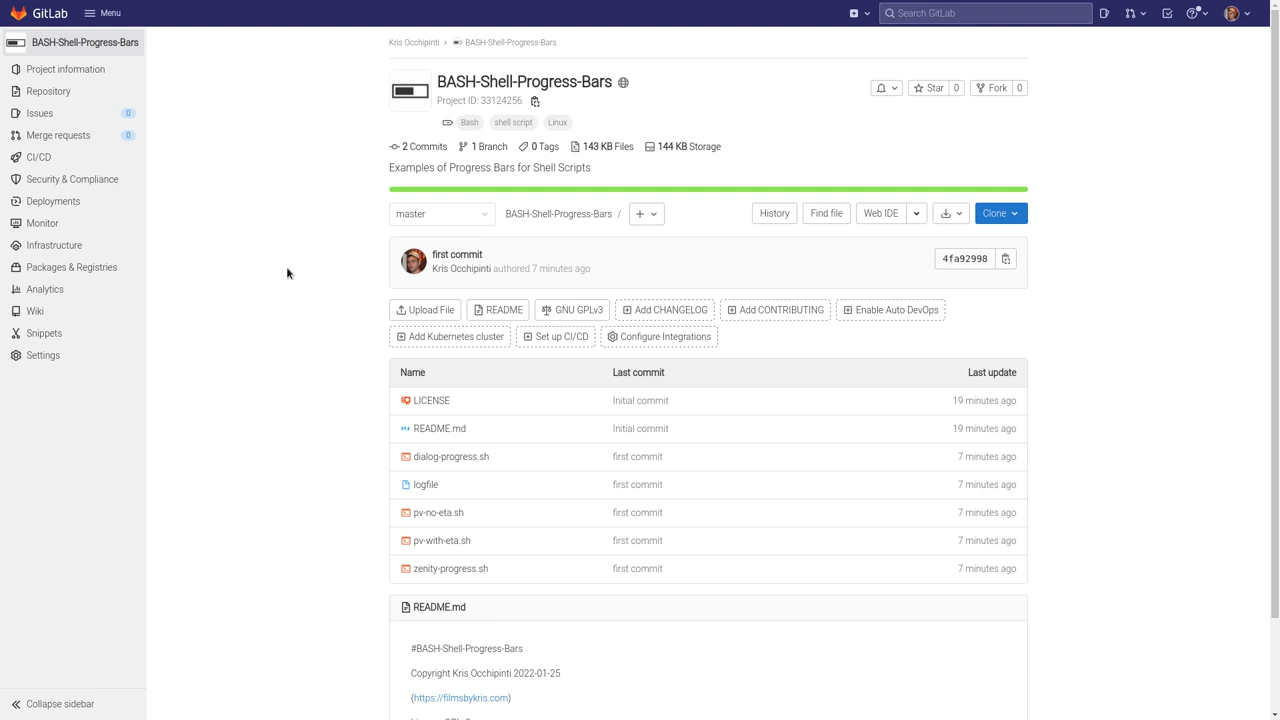 GitLab
Menu
Search GitLab
BASH-Shell-Progress-Bars
Project information
Repository
Issues 0
Merge requests 0
CI/CD
Security & Compliance
Deployments
Monitor
Infrastructure
Packages & Registries
Analytics
Wiki
Snippets
Settings
Collapse sidebar
Kris Occhipinti › BASH-Shell-Progress-Bars
BASH-Shell-Progress-Bars
Project ID: 33124256
Star 0 Fork 0
Bash shell script Linux
2 Commits 1 Branch 0 Tags 143 KB Files 144 KB Storage
Examples of Progress Bars for Shell Scripts
master BASH-Shell-Progress-Bars / + History Find file Web IDE Clone
first commit
Kris Occhipinti authored 7 minutes ago
4fa92998
Upload File README GNU GPLv3 Add CHANGELOG Add CONTRIBUTING Enable Auto DevOps
Add Kubernetes cluster Set up CI/CD Configure Integrations
Name Last commit Last update
LICENSE Initial commit 19 minutes ago
README.md Initial commit 19 minutes ago
dialog-progress.sh first commit 7 minutes ago
logfile first commit 7 minutes ago
pv-no-eta.sh first commit 7 minutes ago
pv-with-eta.sh first commit 7 minutes ago
zenity-progress.sh first commit 7 minutes ago
README.md
#BASH-Shell-Progress-Bars
Copyright Kris Occhipinti 2022-01-25
(https://filmsbykris.com)